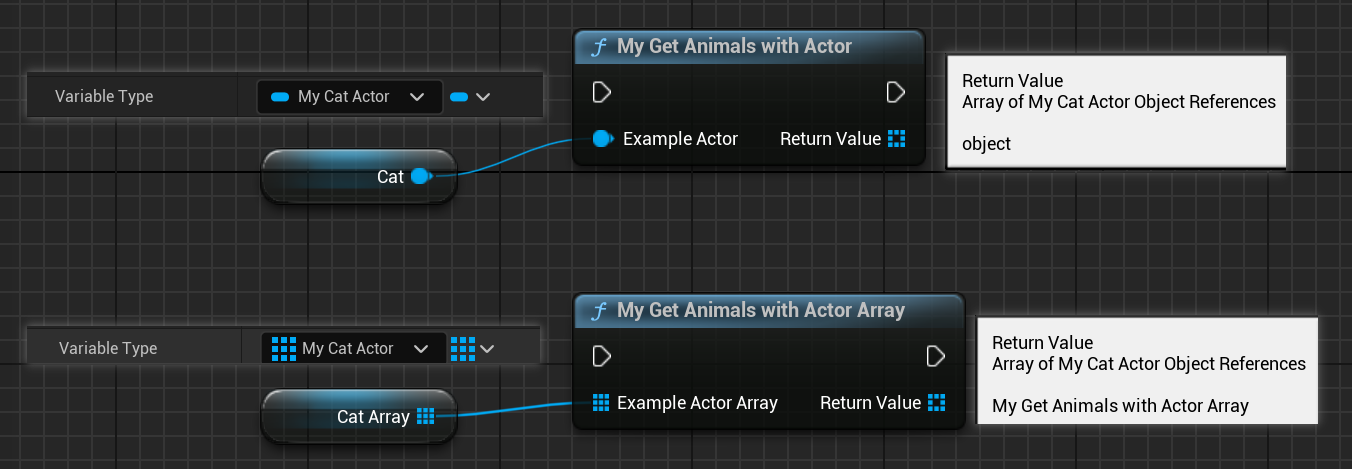 My Get Animals with Actor
Variable Type
My Cat Actor
Example Actor
Return Value
Cat
Return Value
Array of My Cat Actor Object References
object
My Get Animals with Actor Array
Variable Type
My Cat Actor
Example Actor Array
Return Value
Cat Array
Return Value
Array of My Cat Actor Object References
My Get Animals with Actor Array